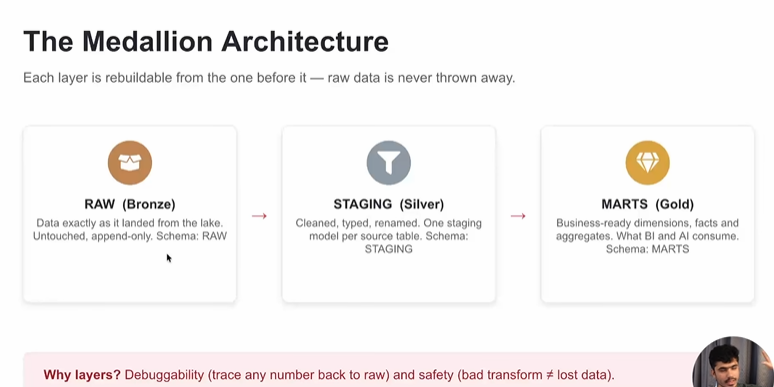 The Medallion Architecture
Each layer is rebuildable from the one before it — raw data is never thrown away.
RAW (Bronze)
Data exactly as it landed from the lake.
Untouched, append-only. Schema: RAW
→
STAGING (Silver)
Cleaned, typed, renamed. One staging
model per source table. Schema:
STAGING
→
MARTS (Gold)
Business-ready dimensions, facts and
aggregates. What BI and AI consume.
Schema: MARTS
Why layers? Debuggability (trace any number back to raw) and safety (bad transform ≠ lost data).